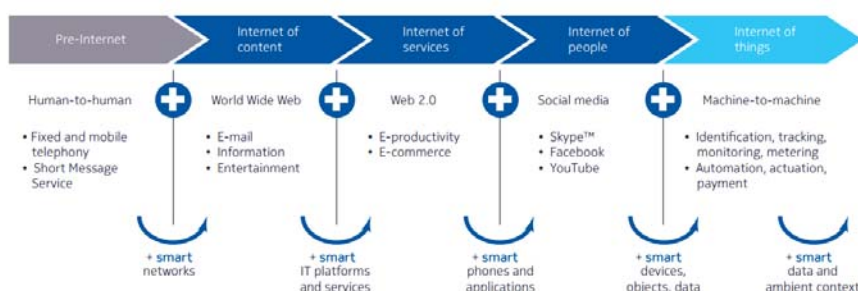 Pre-Internet
Internet of
content
Internet of
services
Internet of
people
Internet of
things
Human-to-human
• Fixed and mobile
telephony
• Short Message
Service
World Wide Web
• E-mail
• Information
• Entertainment
Web 2.0
• E-productivity
• E-commerce
Social media
• Skype™
• Facebook
• YouTube
Machine-to-machine
• Identification, tracking,
monitoring, metering
• Automation, actuation,
payment
+ smart
networks
+ smart
IT platforms
and services
+ smart
phones and
applications
+ smart
devices,
objects, data
+ smart
data and
ambient context